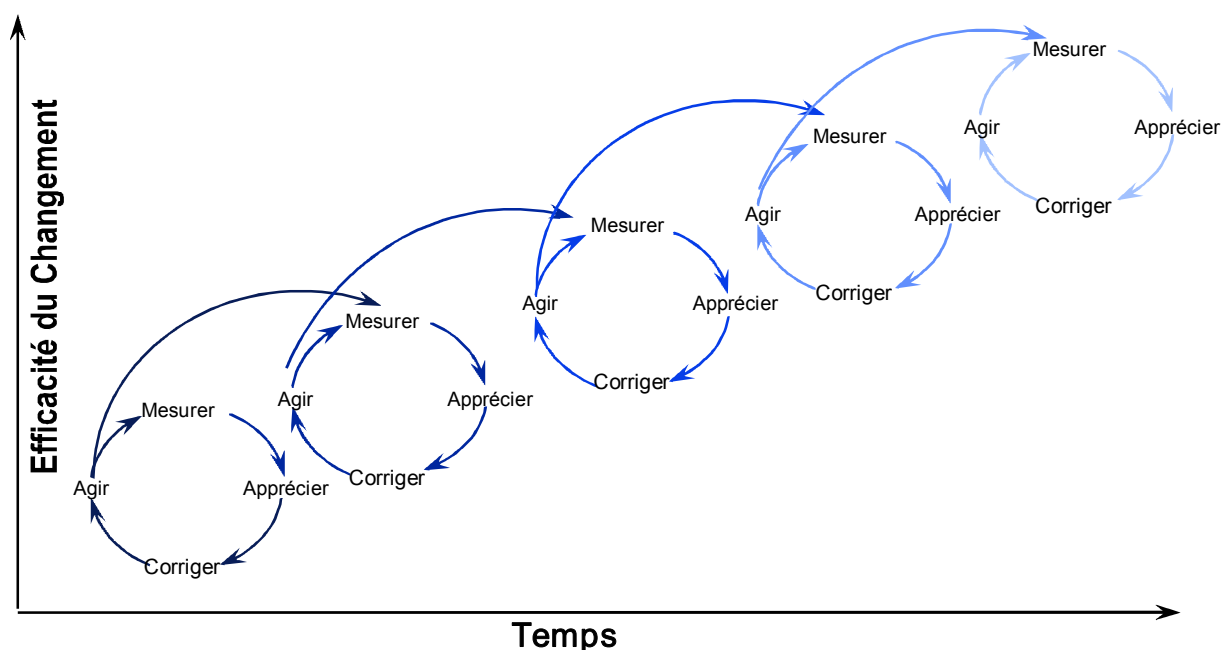 Efficacité du Changement
Mesurer
Apprécier
Corriger
Agir
Mesurer
Apprécier
Corriger
Agir
Mesurer
Apprécier
Corriger
Agir
Mesurer
Apprécier
Corriger
Agir
Mesurer
Apprécier
Corriger
Agir
Temps